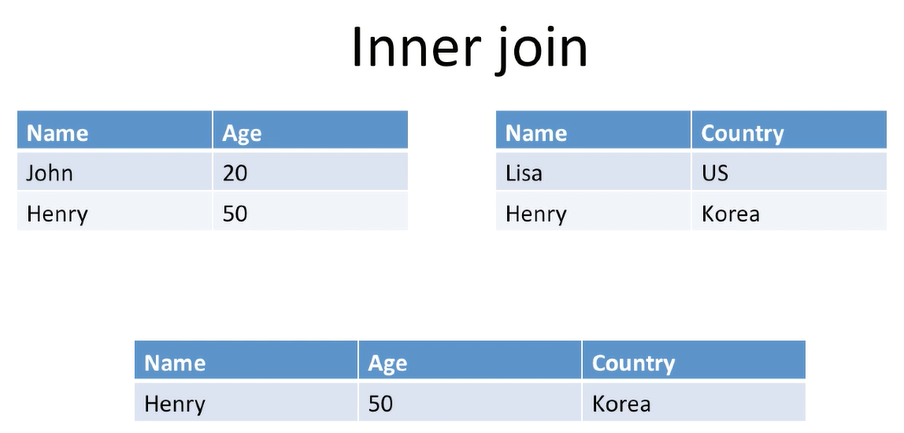 Inner join
Name Age
John 20
Henry 50
Name Country
Lisa US
Henry Korea
Name Age Country
Henry 50 Korea